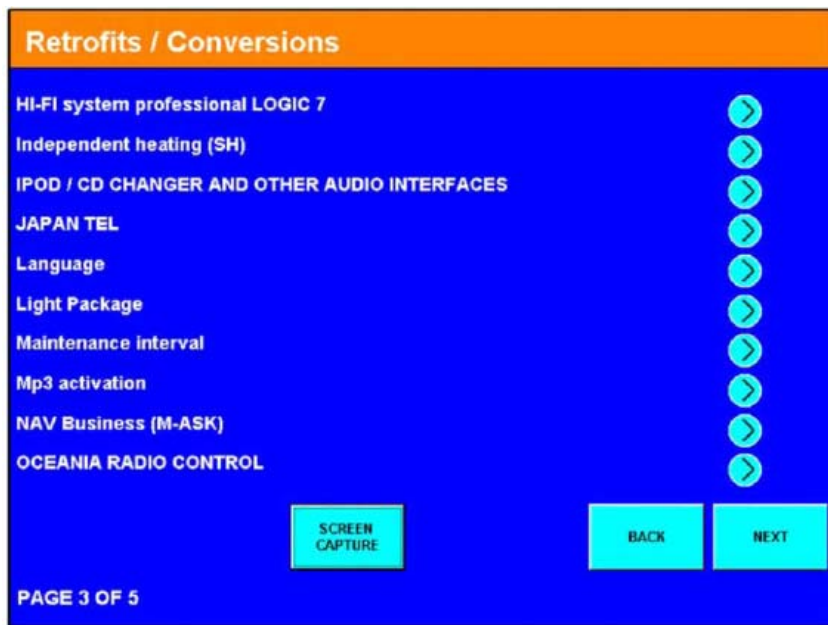 Retrofits / Conversions
HI-FI system professional LOGIC 7
Independent heating (SH)
IPOD / CD CHANGER AND OTHER AUDIO INTERFACES
JAPAN TEL
Language
Light Package
Maintenance interval
Mp3 activation
NAV Business (M-ASK)
OCEANIA RADIO CONTROL
SCREEN
CAPTURE
BACK
NEXT
PAGE 3 OF 5